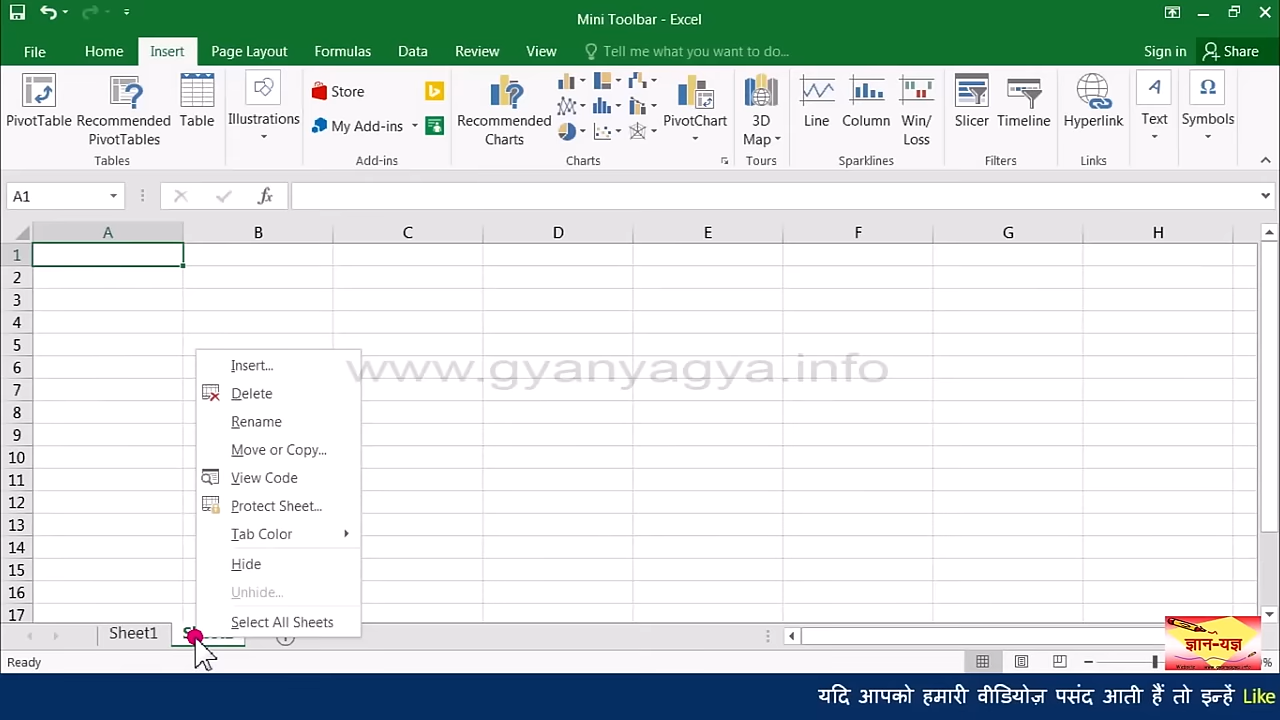 Mini Toolbar - Excel
File Home Insert Page Layout Formulas Data Review View Tell me what you want to do... Sign in Share
PivotTable
Recommended PivotTables
Table
Illustrations
Store
My Add-ins
Recommended Charts
PivotChart
3D Map
Line
Column
Win/ Loss
Slicer
Timeline
Hyperlink
Text
Symbols
Tables Add-ins Charts Tours Sparklines Filters Links
A1 fx
A B C D E F G H
1
2
3
4
5
6
7
8
9
10
11
12
13
14
15
16
17
www.gyanyagya.info
Insert...
Delete
Rename
Move or Copy...
View Code
Protect Sheet...
Tab Color
Hide
Unhide...
Select All Sheets
Sheet1
ज्ञान-यज्ञ
Ready %
यदि आपको हमारी वीडियोज़ पसंद आती हैं तो इन्हें Like